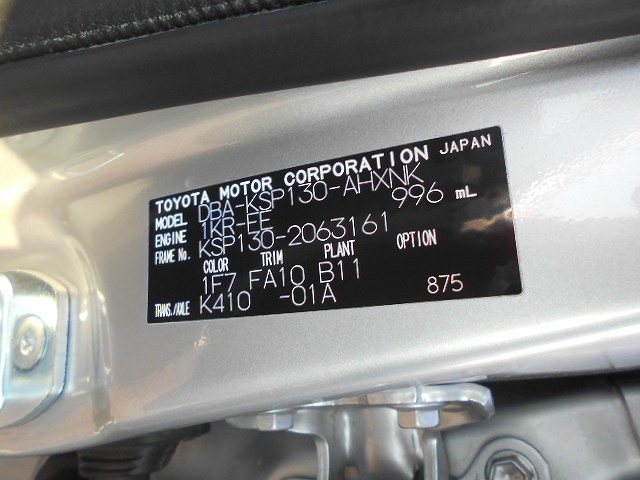 TOYOTA MOTOR CORPORATION JAPAN
MODEL DBA-KSP130-AHXNK
ENGINE 1KR-FE 996 mL
FRAME No. KSP130-2063161
COLOR TRIM PLANT OPTION
1F7 FA10 B11
TRANS./AXLE K410 -01A 875